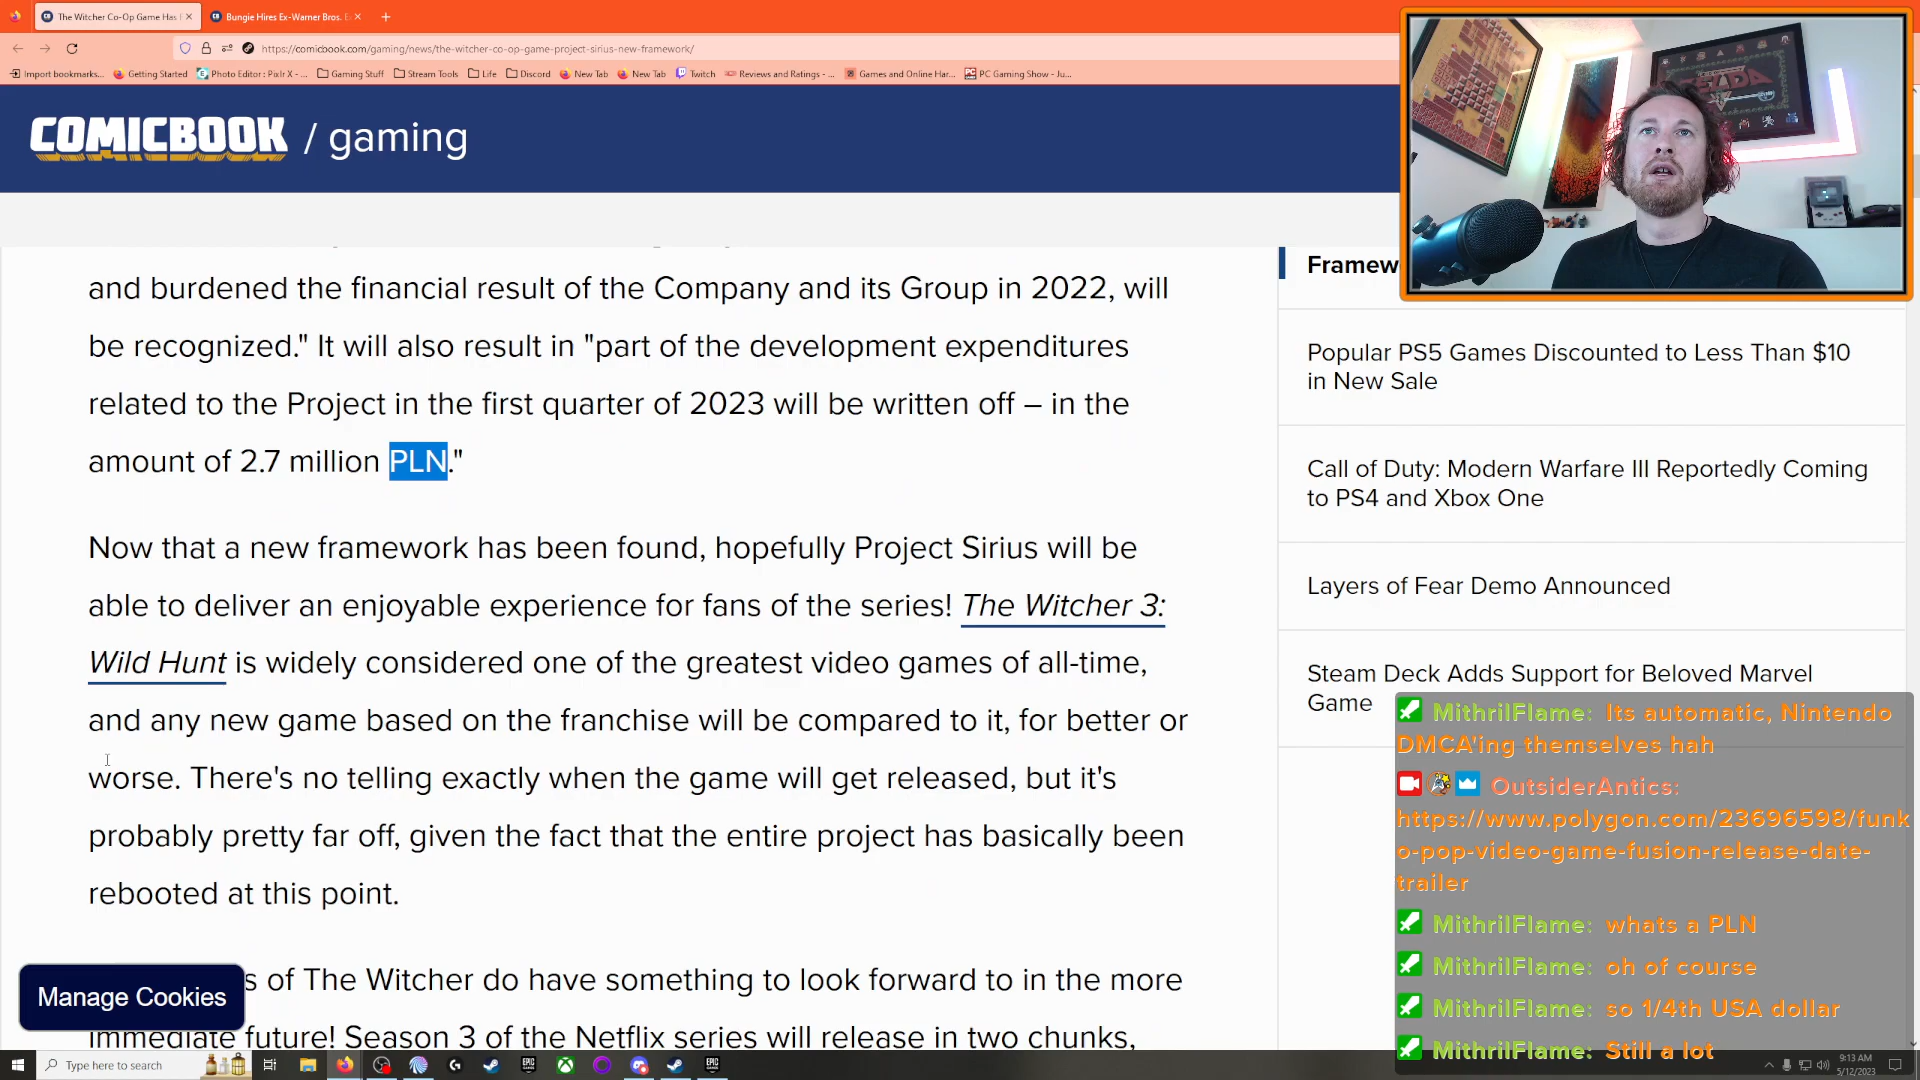 The Witcher Co-Op Game Has
Bungie Hires Ex-Warner Bros.
https://comicbook.com/gaming/news/the-witcher-co-op-game-project-sirius-new-framework/
Import bookmarks...
Getting Started
Photo Editor : Pixlr X - ...
Gaming Stuff
Stream Tools
Life
Discord
New Tab
New Tab
Twitch
Reviews and Ratings - ...
Games and Online Har...
PC Gaming Show - Ju...
COMICBOOK / gaming
and burdened the financial result of the Company and its Group in 2022, will
be recognized." It will also result in "part of the development expenditures
related to the Project in the first quarter of 2023 will be written off – in the
amount of 2.7 million PLN."
Now that a new framework has been found, hopefully Project Sirius will be
able to deliver an enjoyable experience for fans of the series! The Witcher 3:
Wild Hunt is widely considered one of the greatest video games of all-time,
and any new game based on the franchise will be compared to it, for better or
worse. There's no telling exactly when the game will get released, but it's
probably pretty far off, given the fact that the entire project has basically been
rebooted at this point.
s of The Witcher do have something to look forward to in the more
immediate future! Season 3 of the Netflix series will release in two chunks,
Manage Cookies
Framew
Popular PS5 Games Discounted to Less Than $10
in New Sale
Call of Duty: Modern Warfare III Reportedly Coming
to PS4 and Xbox One
Layers of Fear Demo Announced
Steam Deck Adds Support for Beloved Marvel
Game
MithrilFlame: Its automatic, Nintendo
DMCA'ing themselves hah
OutsiderAntics:
https://www.polygon.com/23696598/funk
o-pop-video-game-fusion-release-date-
trailer
MithrilFlame: whats a PLN
MithrilFlame: oh of course
MithrilFlame: so 1/4th USA dollar
MithrilFlame: Still a lot
Type here to search
9:13 AM
5/12/2023